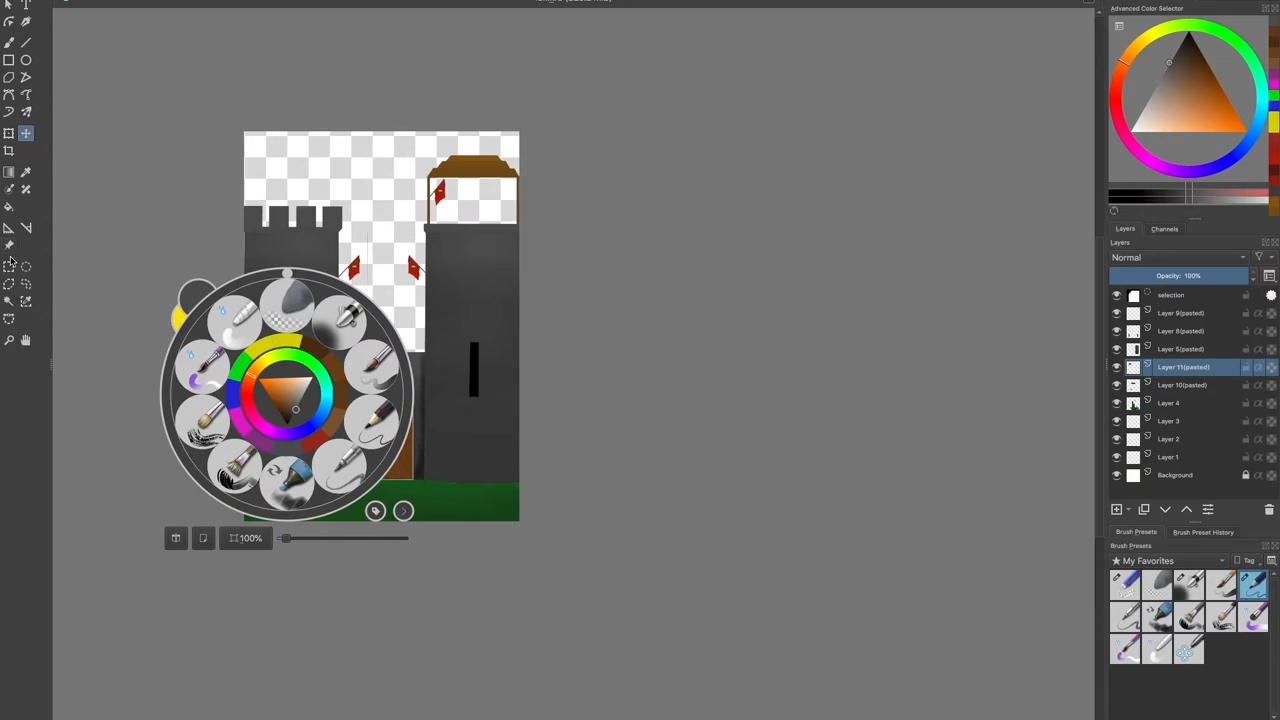 Advanced Color Selector
Layers
Channels
Layers
Normal
Opacity: 100%
selection
Layer 9(pasted)
Layer 8(pasted)
Layer 5(pasted)
Layer 11(pasted)
Layer 10(pasted)
Layer 4
Layer 3
Layer 2
Layer 1
Background
Brush Presets
Brush Preset History
Brush Presets
★ My Favorites
Tag
100%